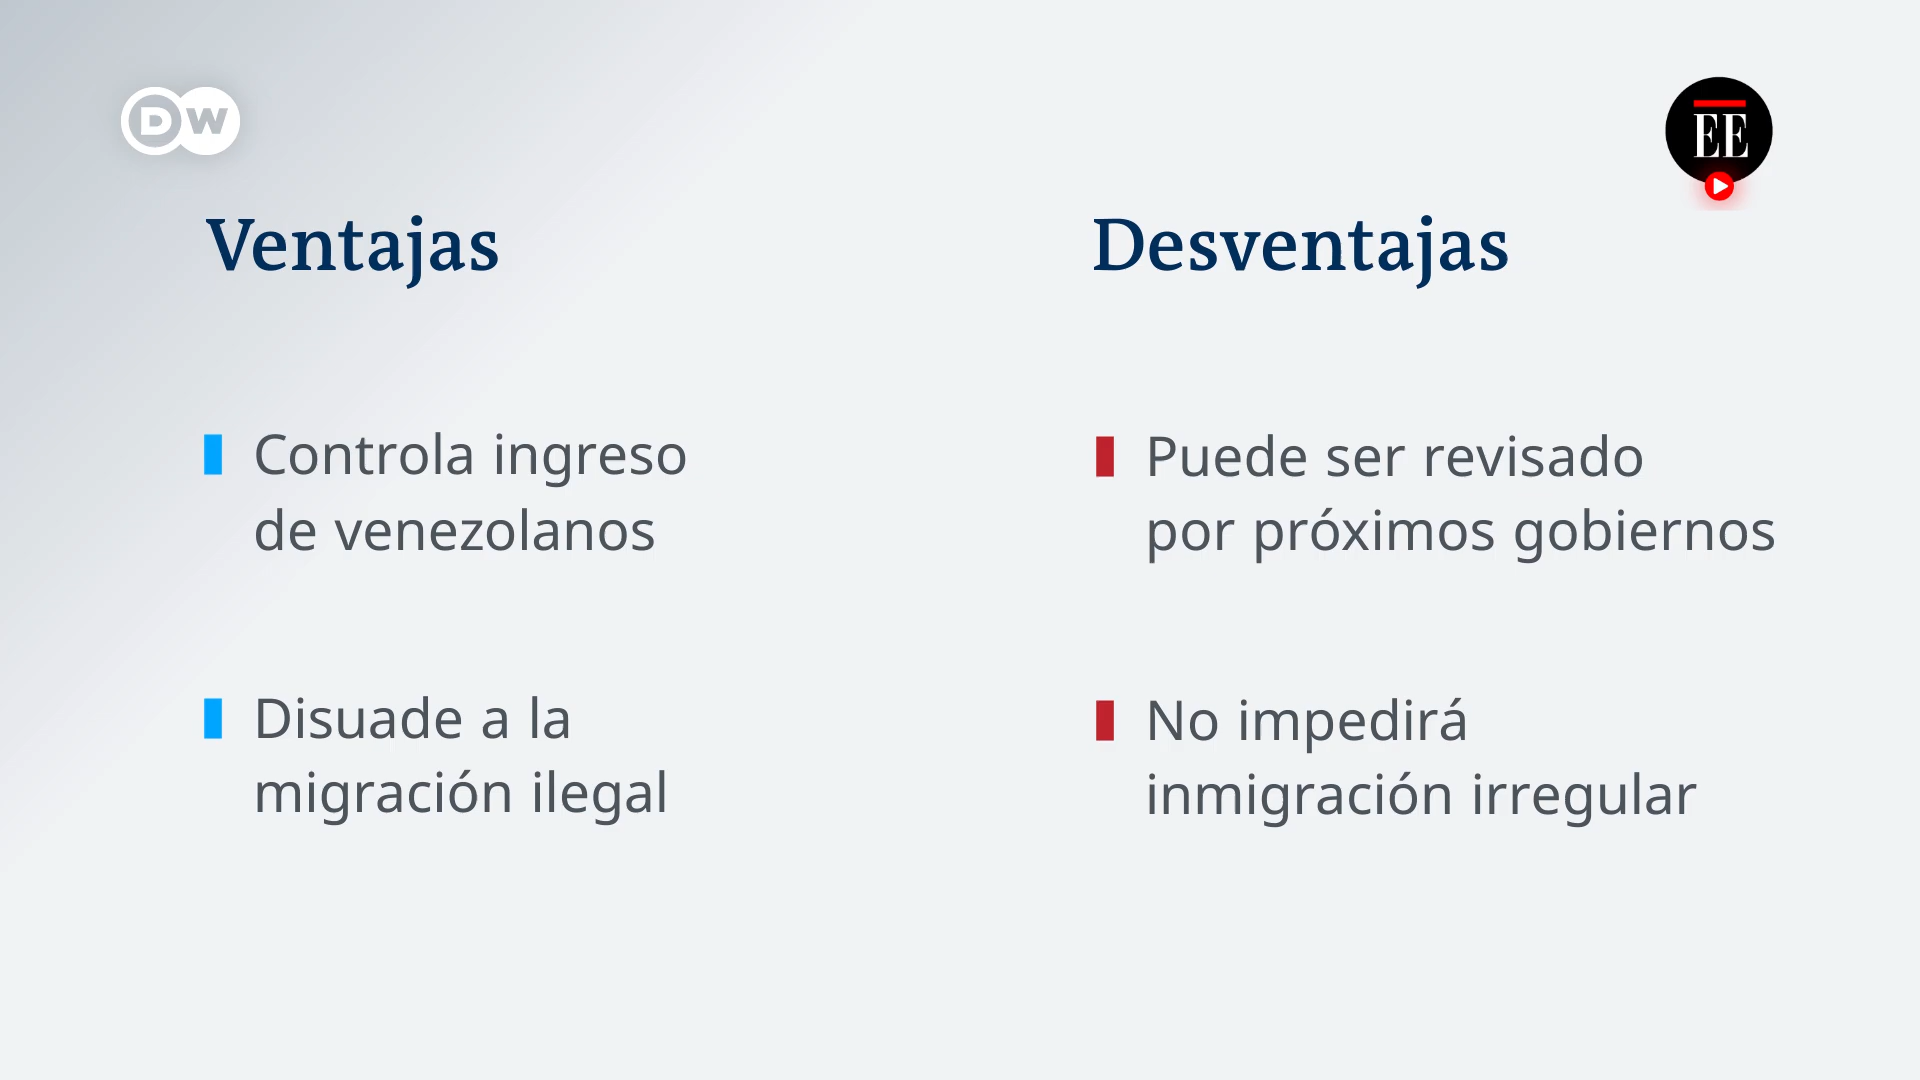 DW
EE
Ventajas
Controla ingreso
de venezolanos
Disuade a la
migración ilegal
Desventajas
Puede ser revisado
por próximos gobiernos
No impedirá
inmigración irregular